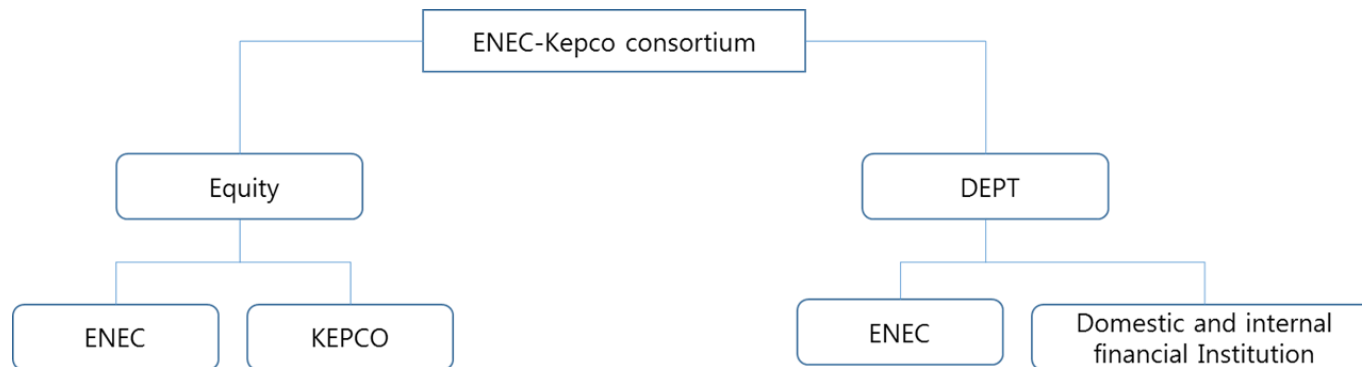 ENEC-Kepco consortium
Equity
DEPT
ENEC
KEPCO
ENEC
Domestic and internal
financial Institution